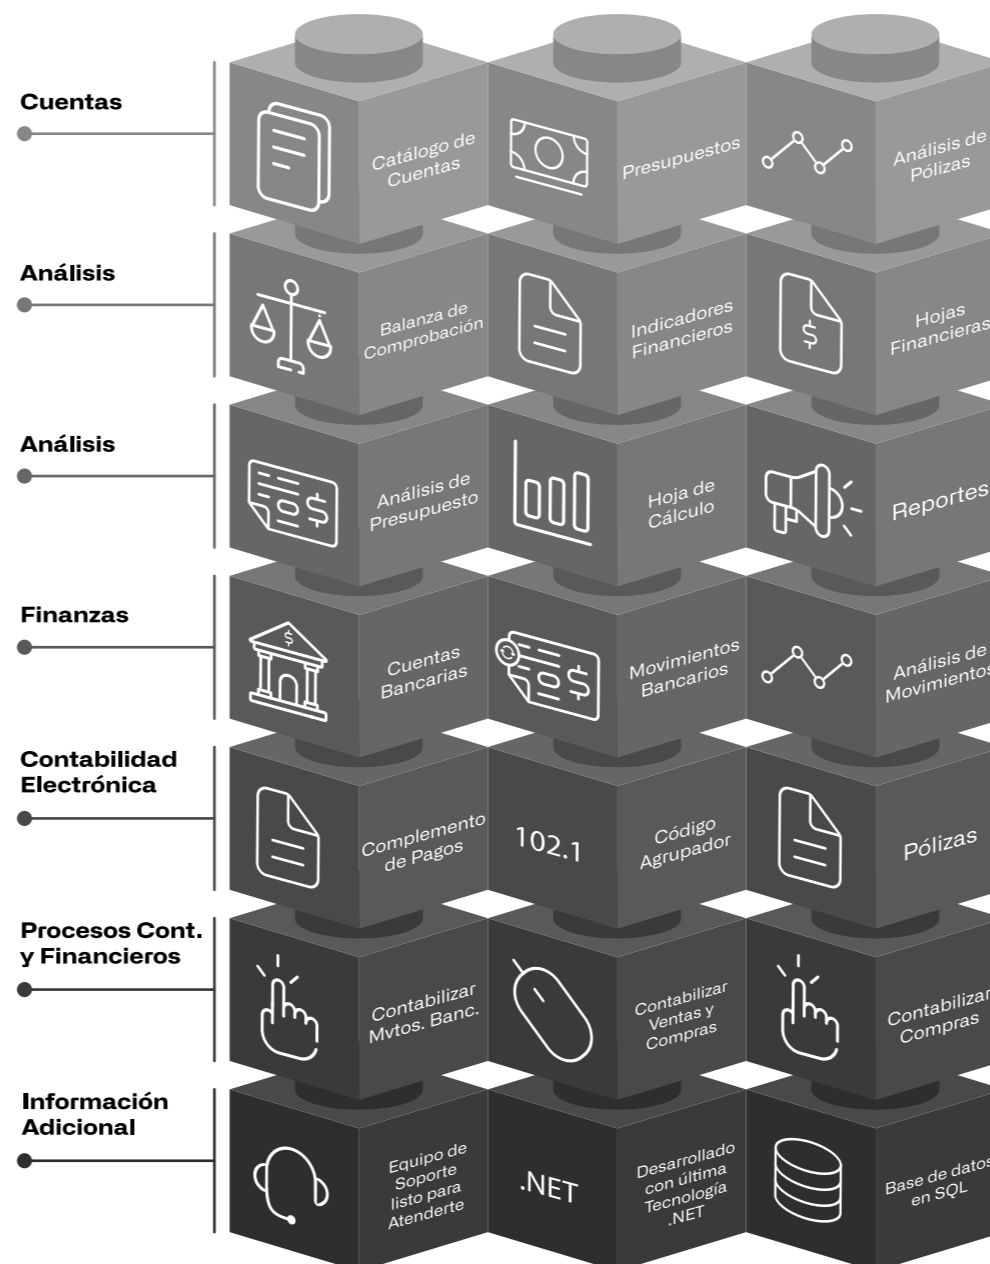 Cuentas
Catálogo de
Cuentas
Presupuestos
Análisis de
Pólizas
Análisis
Balanza de
Comprobación
Indicadores
Financieros
$
Hojas
Financieras
Análisis
$
Análisis de
Presupuesto
Hoja de
Cálculo
Reportes
Finanzas
$
Cuentas
Bancarias
$
Movimientos
Bancarios
Análisis de
Movimientos
Contabilidad
Electrónica
Complemento
de Pagos
102.1
Código
Agrupador
Pólizas
Procesos Cont.
y Financieros
Contabilizar
Mvtos. Banc.
Contabilizar
Ventas y
Compras
Contabilizar
Compras
Información
Adicional
Equipo de
Soporte
listo para
Atenderte
.NET
Desarrollado
con última
Tecnología
.NET
Base de datos
en SQL